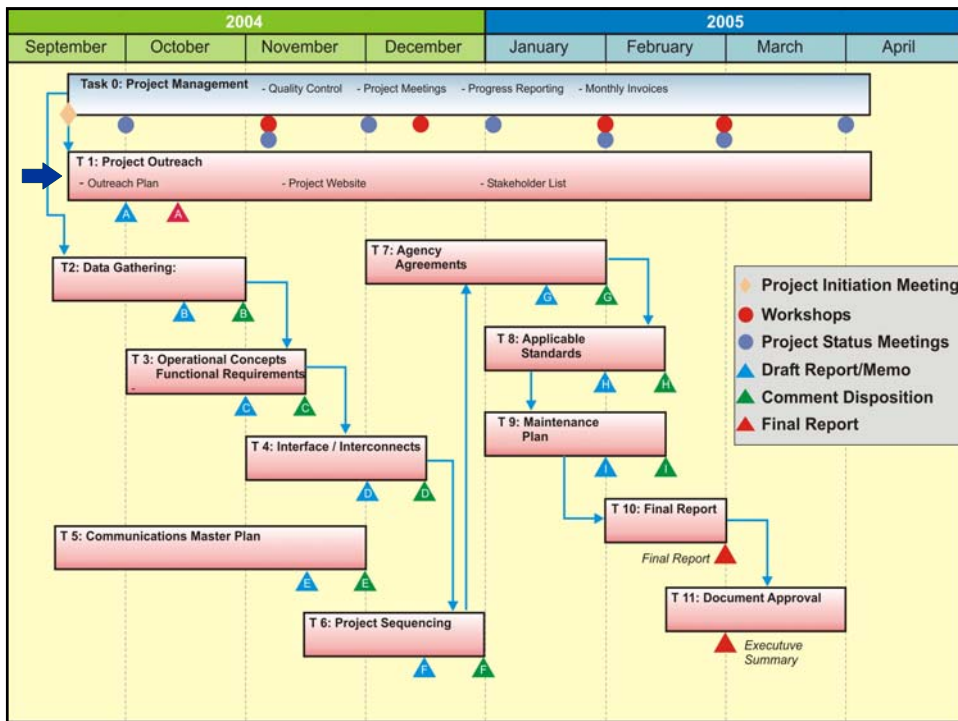 2004
2005
September
October
November
December
January
February
March
April
Task 0: Project Management - Quality Control - Project Meetings - Progress Reporting - Monthly Invoices
T 1: Project Outreach
- Outreach Plan - Project Website - Stakeholder List
A
A
T 7: Agency
Agreements
T2: Data Gathering:
G
G
B
B
Project Initiation Meeting
Workshops
Project Status Meetings
Draft Report/Memo
Comment Disposition
Final Report
T 8: Applicable
Standards
T 3: Operational Concepts
Functional Requirements
-
H
H
C
C
T 9: Maintenance
Plan
T 4: Interface / Interconnects
I
I
D
D
T 10: Final Report
T 5: Communications Master Plan
Final Report
E
E
T 11: Document Approval
T 6: Project Sequencing
Executuve
Summary
F
F